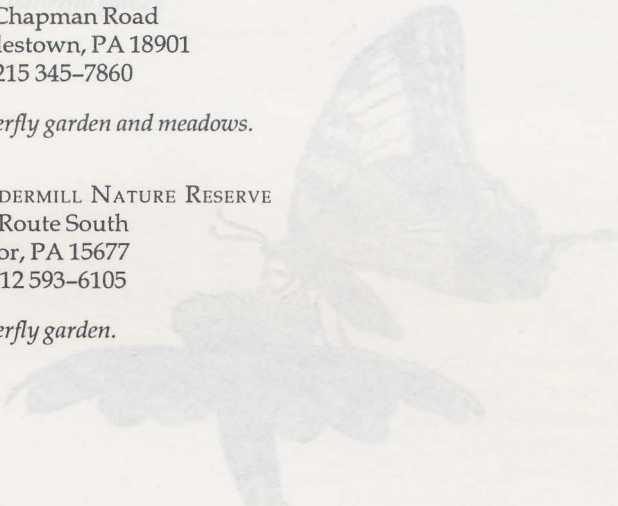 Chapman Road
lestown, PA 18901
215 345–7860
erfly garden and meadows.
dermill Nature Reserve
Route South
or, PA 15677
12 593–6105
erfly garden.